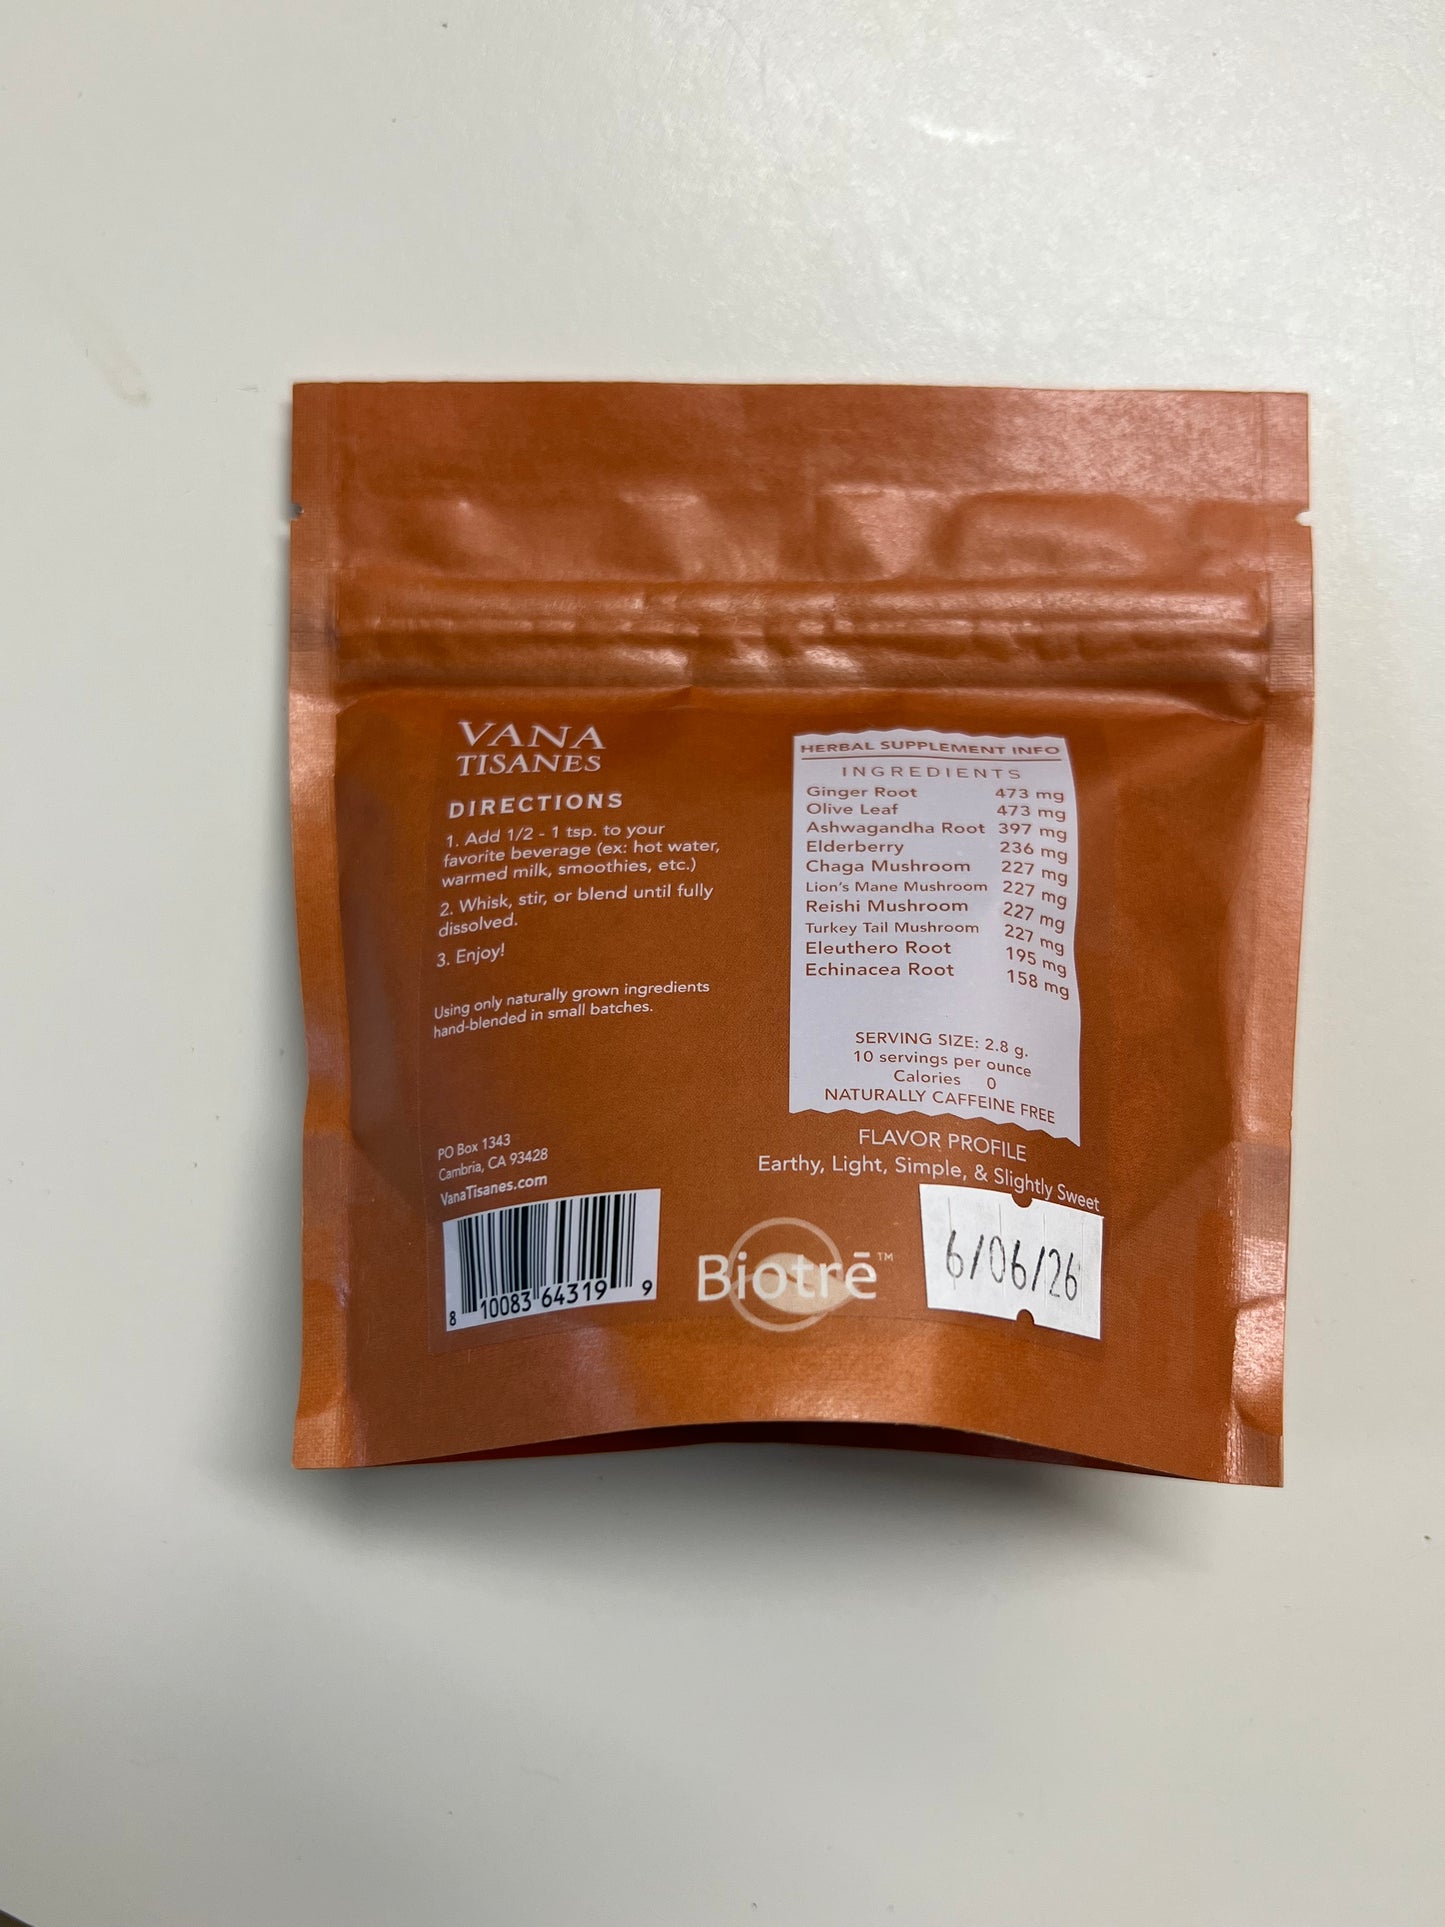 VANA
TISANES
DIRECTIONS
1. Add 1/2 - 1 tsp. to your
favorite beverage (ex: hot water,
warmed milk, smoothies, etc.)
2. Whisk, stir, or blend until fully
dissolved.
3. Enjoy!
Using only naturally grown ingredients
hand-blended in small batches.
PO Box 1343
Cambria, CA 93428
VanaTisanes.com
8 10083 64319 9
HERBAL SUPPLEMENT INFO
INGREDIENTS
Ginger Root 473 mg
Olive Leaf 473 mg
Ashwagandha Root 397 mg
Elderberry 236 mg
Chaga Mushroom 227 mg
Lion's Mane Mushroom 227 mg
Reishi Mushroom 227 mg
Turkey Tail Mushroom 227 mg
Eleuthero Root 195 mg
Echinacea Root 158 mg
SERVING SIZE: 2.8 g.
10 servings per ounce
Calories 0
NATURALLY CAFFEINE FREE
FLAVOR PROFILE
Earthy, Light, Simple, & Slightly Sweet
Biotrē™
6/06/26